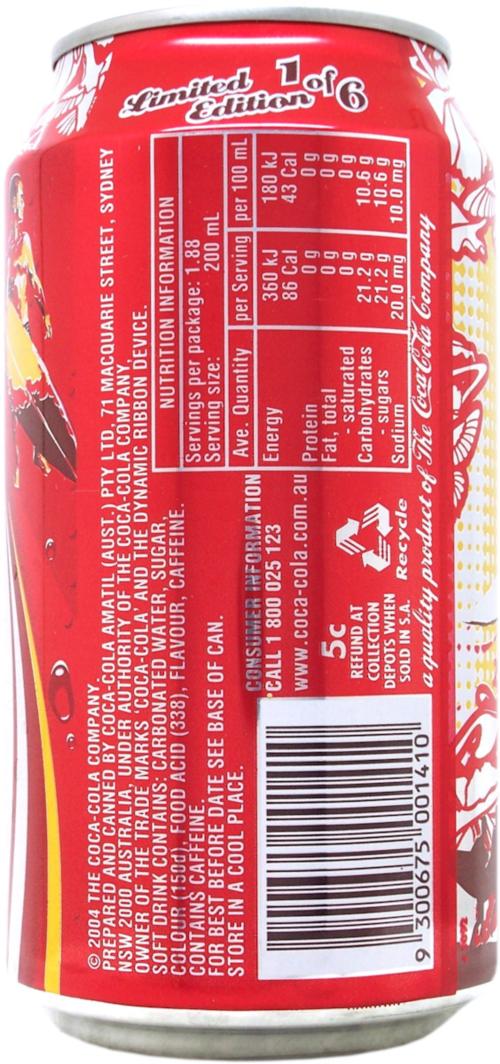 Limited Edition 1 of 6
© 2004 THE COCA-COLA COMPANY.
PREPARED AND CANNED BY COCA-COLA AMATIL (AUST.) PTY LTD, 71 MACQUARIE STREET, SYDNEY
NSW 2000 AUSTRALIA, UNDER AUTHORITY OF THE COCA-COLA COMPANY,
OWNER OF THE TRADE MARKS 'COCA-COLA' AND THE DYNAMIC RIBBON DEVICE.
SOFT DRINK CONTAINS: CARBONATED WATER, SUGAR,
COLOUR (150d), FOOD ACID (338), FLAVOUR, CAFFEINE.
CONTAINS CAFFEINE.
FOR BEST BEFORE DATE SEE BASE OF CAN.
STORE IN A COOL PLACE.
NUTRITION INFORMATION
Servings per package: 1.88
Serving size: 200 mL
Ave. Quantity per Serving per 100 mL
Energy 360 kJ 180 kJ
86 Cal 43 Cal
Protein 0 g 0 g
Fat, total 0 g 0 g
- saturated 0 g 0 g
Carbohydrates 21.2 g 10.6 g
- sugars 21.2 g 10.6 g
Sodium 20.0 mg 10.0 mg
CONSUMER INFORMATION
CALL 1 800 025 123
www.coca-cola.com.au
5c
REFUND AT
COLLECTION
DEPOTS WHEN
SOLD IN S.A.
Recycle
a quality product of The Coca-Cola Company
9 300675 001410